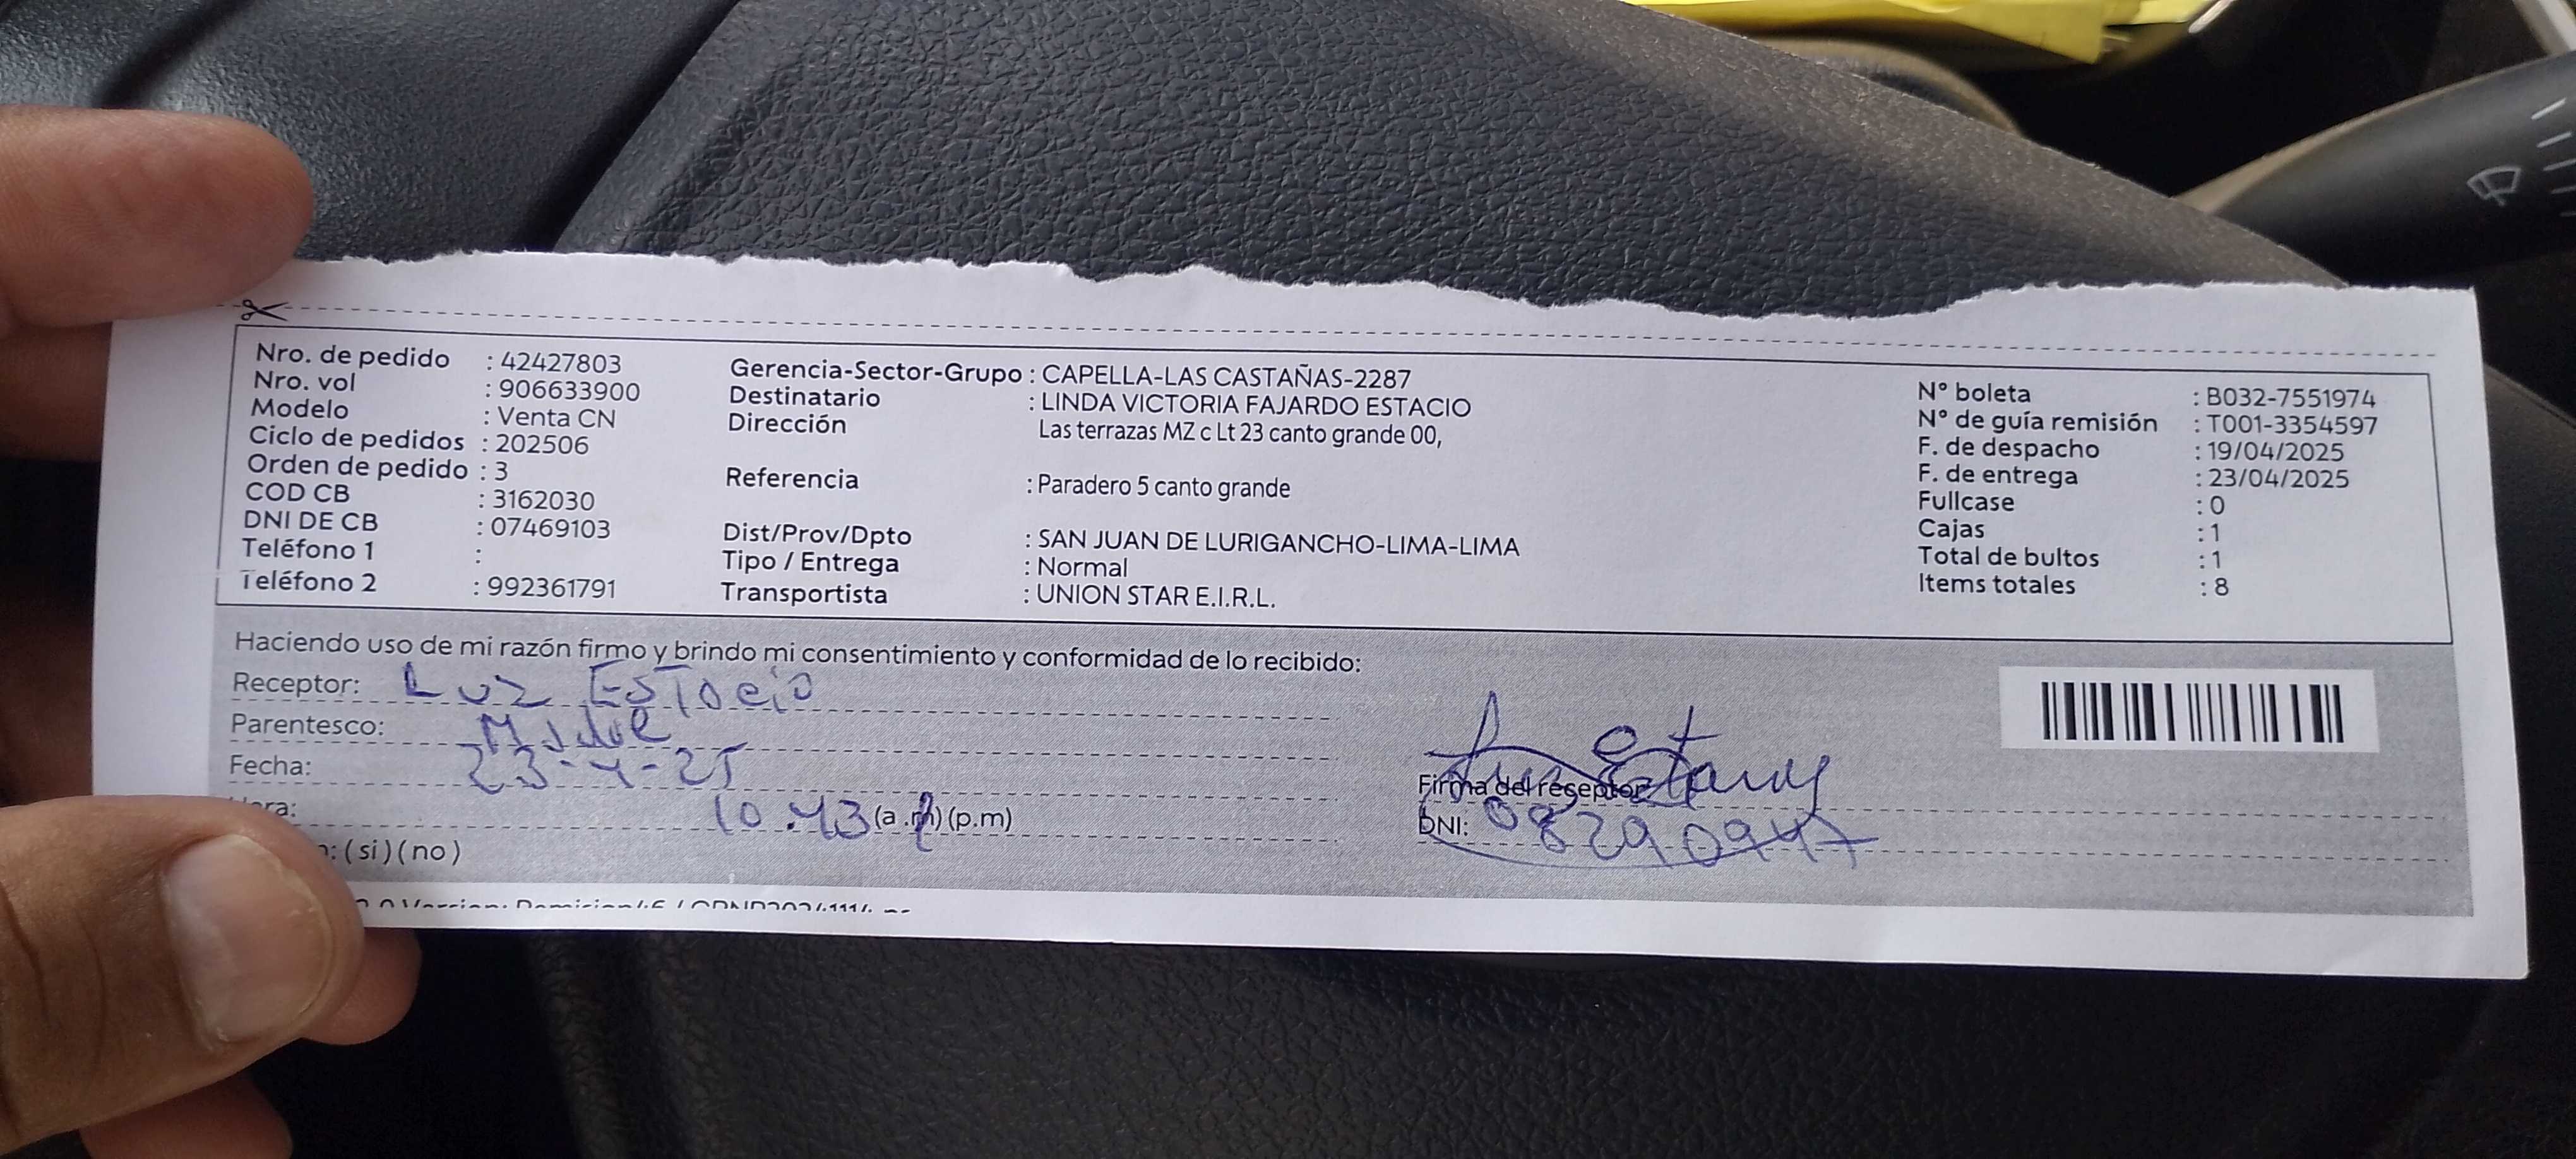 Nro. de pedido : 42427803
Nro. vol : 906633900
Modelo : Venta CN
Ciclo de pedidos : 202506
Orden de pedido : 3
COD CB : 3162030
DNI DE CB : 07469103
Teléfono 1 :
Teléfono 2 : 992361791
Gerencia-Sector-Grupo : CAPELLA-LAS CASTAÑAS-2287
Destinatario : LINDA VICTORIA FAJARDO ESTACIO
Dirección Las terrazas MZ c Lt 23 canto grande 00,
Referencia : Paradero 5 canto grande
Dist/Prov/Dpto : SAN JUAN DE LURIGANCHO-LIMA-LIMA
Tipo / Entrega : Normal
Transportista : UNION STAR E.I.R.L.
N° boleta : B032-7551974
N° de guía remisión : T001-3354597
F. de despacho : 19/04/2025
F. de entrega : 23/04/2025
Fullcase : 0
Cajas : 1
Total de bultos : 1
Items totales : 8
Haciendo uso de mi razón firmo y brindo mi consentimiento y conformidad de lo recibido:
Receptor: Luz Estacio
Parentesco: Madre
Fecha: 23-4-25
10.43 (a.m) (p.m)
: (si) (no)
Firma del receptor
DNI: 08290947